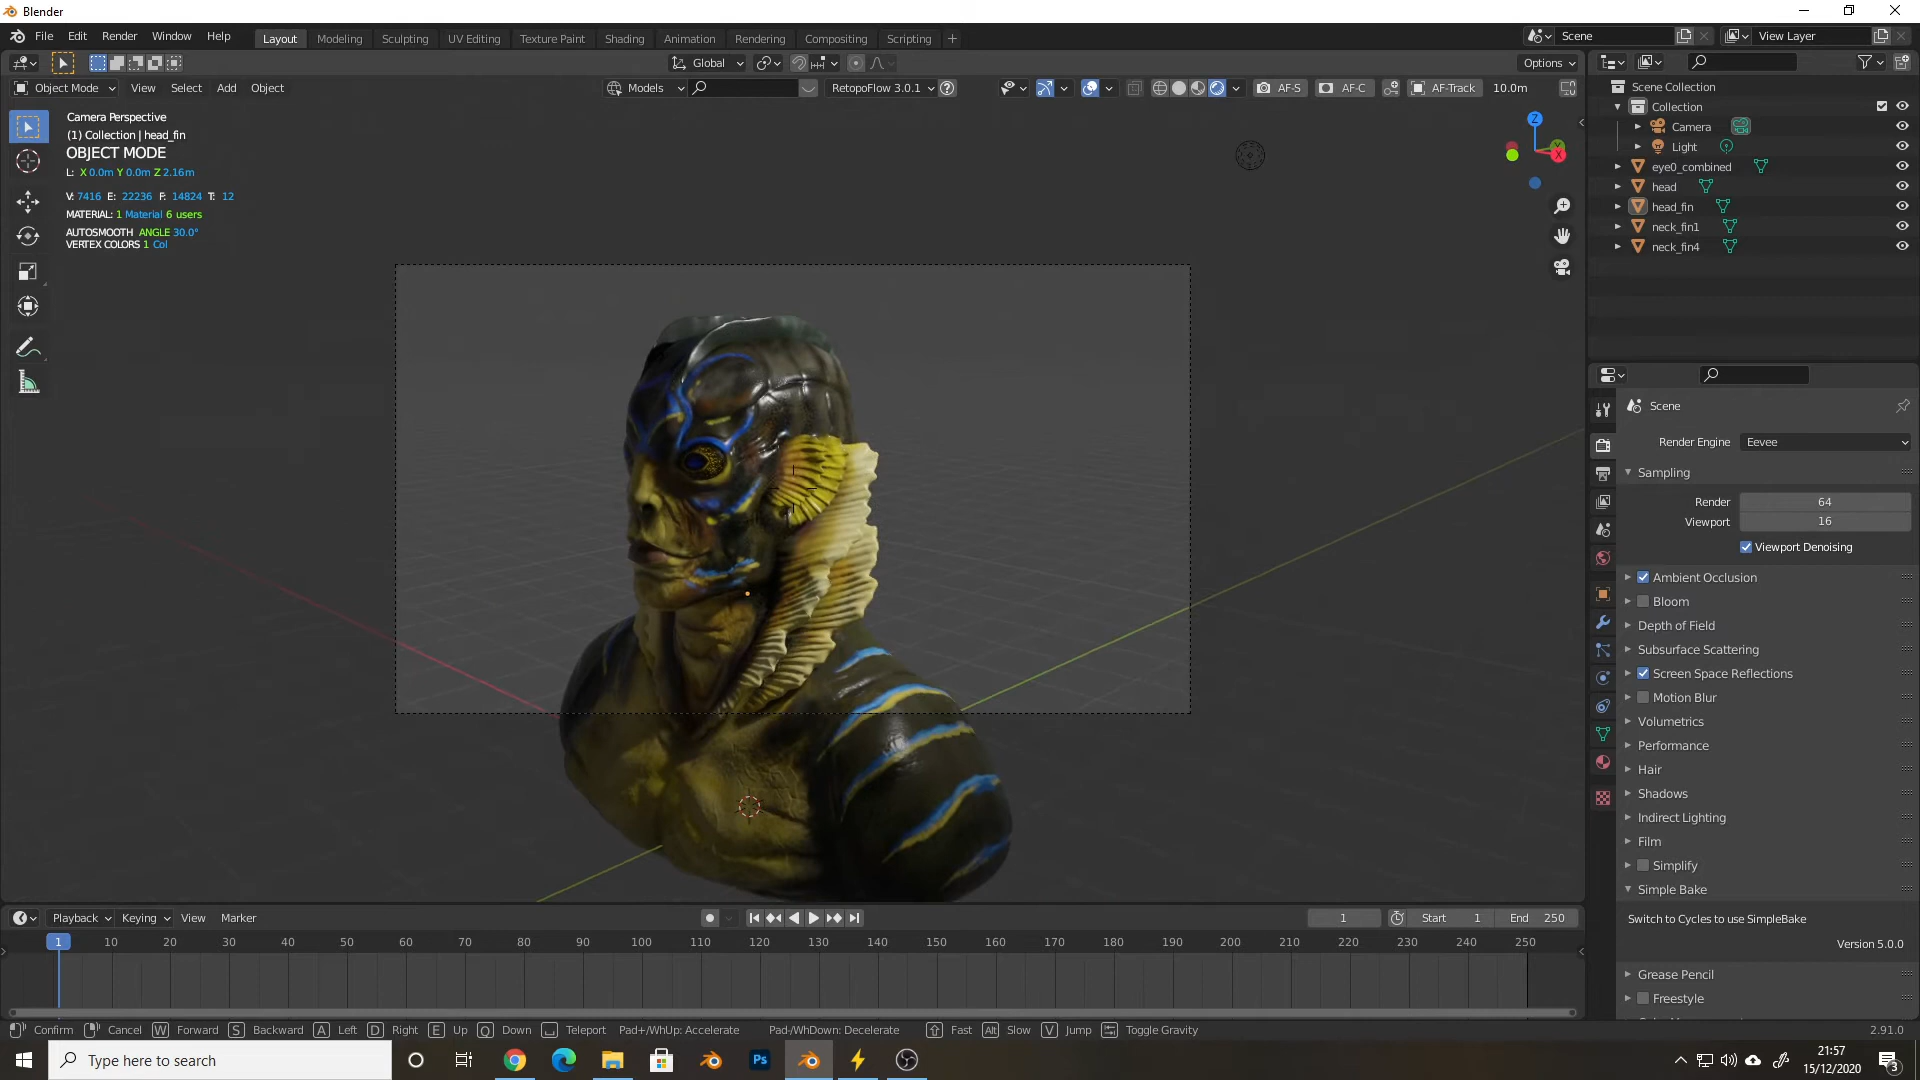 Blender
File Edit Render Window Help Layout Modeling Sculpting UV Editing Texture Paint Shading Animation Rendering Compositing Scripting + Scene View Layer
Global Options
Object Mode View Select Add Object Models RetopoFlow 3.0.1 AF-S AF-C AF-Track 10.0m
Camera Perspective
(1) Collection | head_fin
OBJECT MODE
L: X 0.0m Y 0.0m Z 2.16m
V: 7416 E: 22236 F: 14824 T: 12
MATERIAL: 1 Material 6 users
AUTOSMOOTH ANGLE 30.0°
VERTEX COLORS 1 Col
Z
Y
X
Scene Collection
Collection
Camera
Light
eye0_combined
head
head_fin
neck_fin1
neck_fin4
Scene
Render Engine Eevee
Sampling
Render 64
Viewport 16
Viewport Denoising
Ambient Occlusion
Bloom
Depth of Field
Subsurface Scattering
Screen Space Reflections
Motion Blur
Volumetrics
Performance
Hair
Shadows
Indirect Lighting
Film
Simplify
Simple Bake
Switch to Cycles to use SimpleBake
Version 5.0.0
Grease Pencil
Freestyle
Playback Keying View Marker 1 Start 1 End 250
1 10 20 30 40 50 60 70 80 90 100 110 120 130 140 150 160 170 180 190 200 210 220 230 240 250
Confirm Cancel W Forward S Backward A Left D Right E Up Q Down Teleport Pad+/WhUp: Accelerate Pad-/WhDown: Decelerate Fast Alt Slow V Jump Toggle Gravity 2.91.0
Type here to search
Ps
21:57
15/12/2020
3